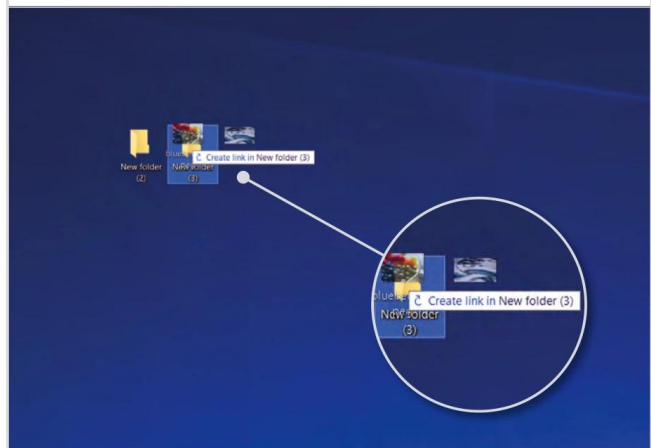 Create link in New folder (3)
New folder
(2)
New folder
(3)
Create link in New folder (3)
New folder
(3)